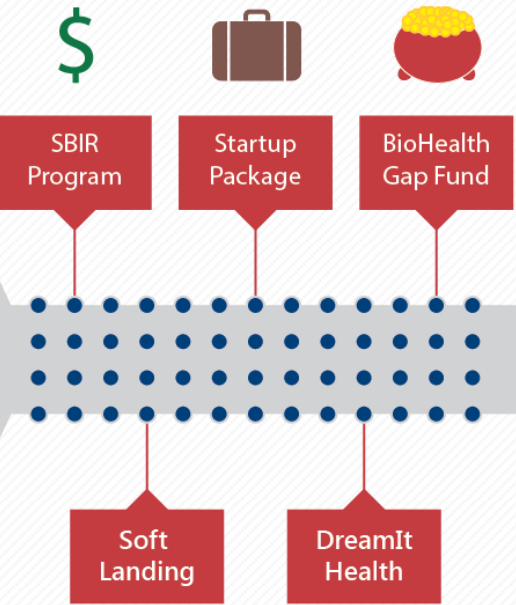 SBIR
Program
Startup
Package
BioHealth
Gap Fund
Soft
Landing
DreamIt
Health